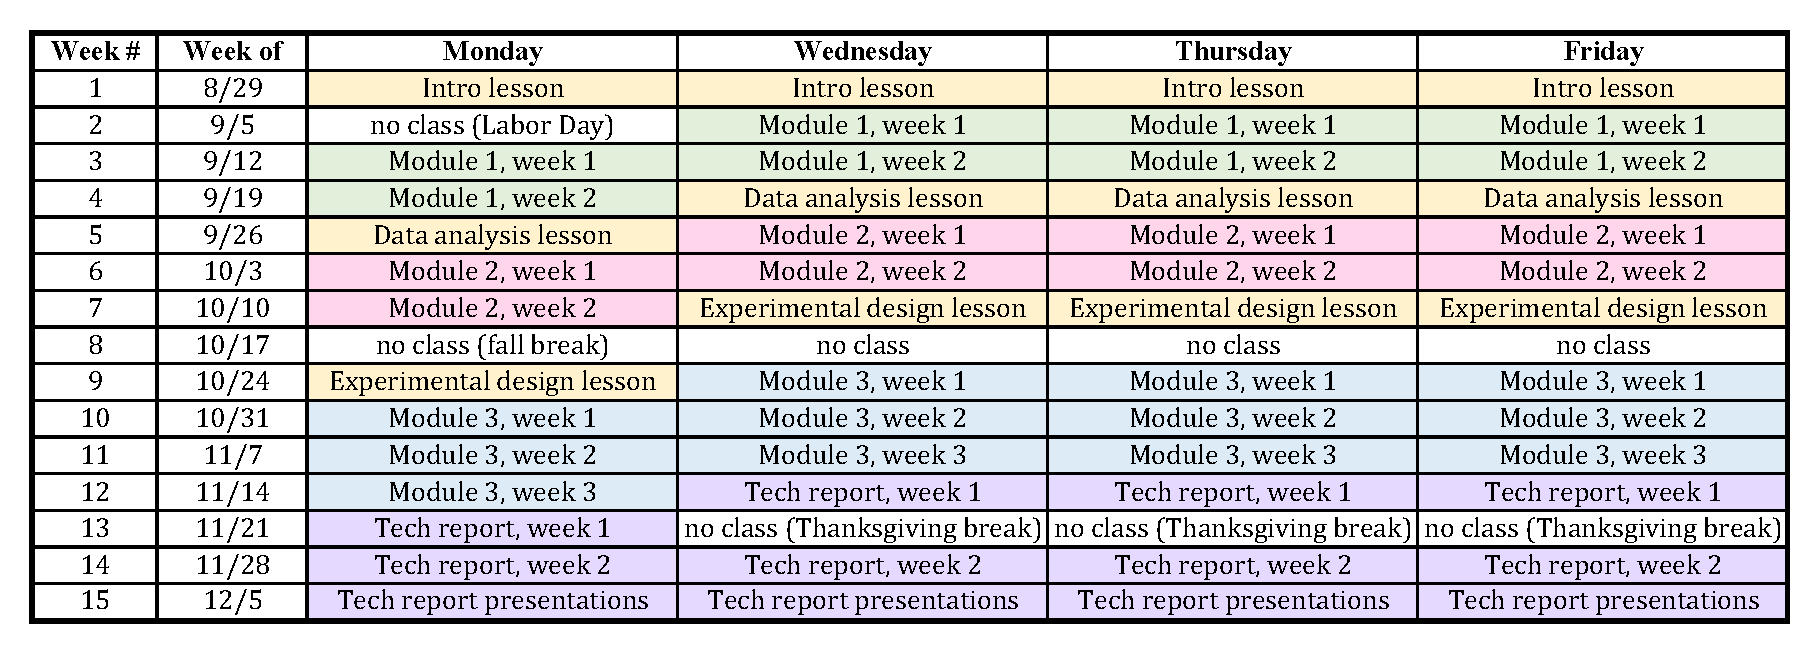 Week # Week of Monday Wednesday Thursday Friday
1 8/29 Intro lesson Intro lesson Intro lesson Intro lesson
2 9/5 no class (Labor Day) Module 1, week 1 Module 1, week 1 Module 1, week 1
3 9/12 Module 1, week 1 Module 1, week 2 Module 1, week 2 Module 1, week 2
4 9/19 Module 1, week 2 Data analysis lesson Data analysis lesson Data analysis lesson
5 9/26 Data analysis lesson Module 2, week 1 Module 2, week 1 Module 2, week 1
6 10/3 Module 2, week 1 Module 2, week 2 Module 2, week 2 Module 2, week 2
7 10/10 Module 2, week 2 Experimental design lesson Experimental design lesson Experimental design lesson
8 10/17 no class (fall break) no class no class no class
9 10/24 Experimental design lesson Module 3, week 1 Module 3, week 1 Module 3, week 1
10 10/31 Module 3, week 1 Module 3, week 2 Module 3, week 2 Module 3, week 2
11 11/7 Module 3, week 2 Module 3, week 3 Module 3, week 3 Module 3, week 3
12 11/14 Module 3, week 3 Tech report, week 1 Tech report, week 1 Tech report, week 1
13 11/21 Tech report, week 1 no class (Thanksgiving break) no class (Thanksgiving break) no class (Thanksgiving break)
14 11/28 Tech report, week 2 Tech report, week 2 Tech report, week 2 Tech report, week 2
15 12/5 Tech report presentations Tech report presentations Tech report presentations Tech report presentations